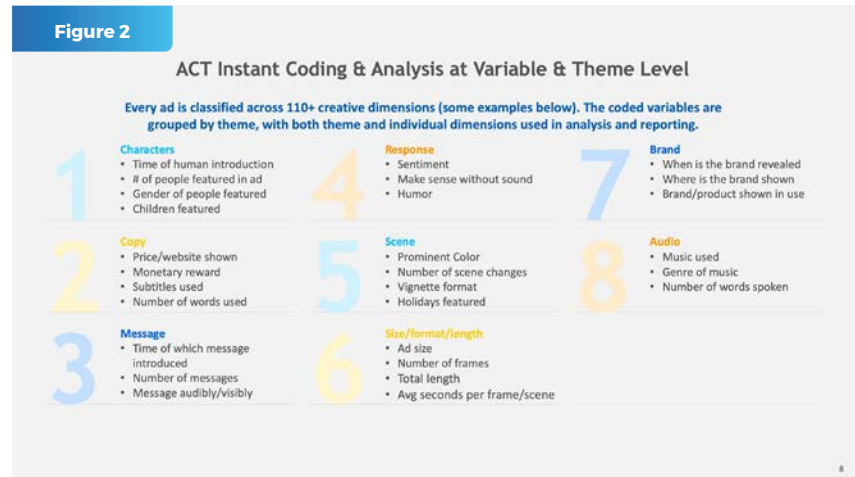 Figure 2
ACT Instant Coding & Analysis at Variable & Theme Level
Every ad is classified across 110+ creative dimensions (some examples below). The coded variables are
grouped by theme, with both theme and individual dimensions used in analysis and reporting.
1
Characters
• Time of human introduction
• # of people featured in ad
• Gender of people featured
• Children featured
2
Copy
• Price/website shown
• Monetary reward
• Subtitles used
• Number of words used
3
Message
• Time of which message
introduced
• Number of messages
• Message audibly/visibly
4
Response
• Sentiment
• Make sense without sound
• Humor
5
Scene
• Prominent Color
• Number of scene changes
• Vignette format
• Holidays featured
6
Size/format/length
• Ad size
• Number of frames
• Total length
• Avg seconds per frame/scene
7
Brand
• When is the brand revealed
• Where is the brand shown
• Brand/product shown in use
8
Audio
• Music used
• Genre of music
• Number of words spoken
8